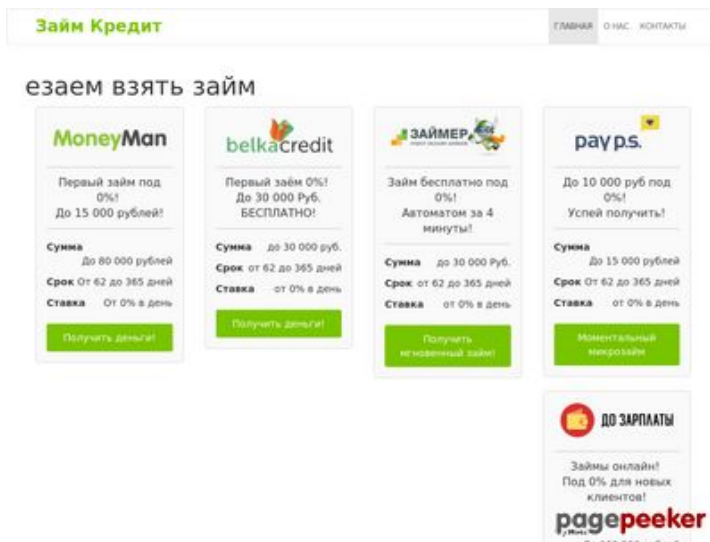 Займ Кредит
ГЛАВНАЯ О НАС. КОНТАКТЫ
езаем взять займ
MoneyMan
Первый займ под
0%!
До 15 000 рублей!
Сумма
До 80 000 рублей
Срок От 62 до 365 дней
Ставка От 0% в день
Получить деньги!
belkacredit
Первый заём 0%!
До 30 000 Руб.
БЕСПЛАТНО!
Сумма до 30 000 руб.
Срок от 62 до 365 дней
Ставка от 0% в день
Получить деньги!
ЗАЙМЕР
Займ бесплатно под
0%!
Автоматом за 4
минуты!
Сумма до 30 000 Руб.
Срок от 62 до 365 дней
Ставка от 0% в день
Получить
мгновенный займ!
pay p.s.
До 10 000 руб под
0%!
Успей получить!
Сумма
До 15 000 рублей
Срок От 62 до 365 дней
Ставка от 0% в день
Моментальный
микрозайм
ДО ЗАРПЛАТЫ
Займы онлайн!
Под 0% для новых
клиентов!
pagepeeker